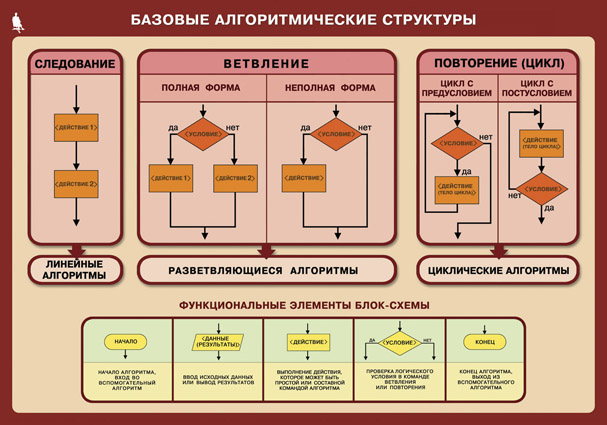 БАЗОВЫЕ АЛГОРИТМИЧЕСКИЕ СТРУКТУРЫ
СЛЕДОВАНИЕ
<ДЕЙСТВИЕ 1>
<ДЕЙСТВИЕ 2>
ЛИНЕЙНЫЕ
АЛГОРИТМЫ
ВЕТВЛЕНИЕ
ПОЛНАЯ ФОРМА
да
<УСЛОВИЕ>
нет
<ДЕЙСТВИЕ 1>
<ДЕЙСТВИЕ 2>
НЕПОЛНАЯ ФОРМА
да
<УСЛОВИЕ>
нет
<ДЕЙСТВИЕ>
РАЗВЕТВЛЯЮЩИЕСЯ АЛГОРИТМЫ
ПОВТОРЕНИЕ (ЦИКЛ)
ЦИКЛ С
ПРЕДУСЛОВИЕМ
<УСЛОВИЕ>
нет
да
<ДЕЙСТВИЕ
(ТЕЛО ЦИКЛА)>
ЦИКЛ С
ПОСТУСЛОВИЕМ
<ДЕЙСТВИЕ
(ТЕЛО ЦИКЛА)>
<УСЛОВИЕ>
нет
да
ЦИКЛИЧЕСКИЕ АЛГОРИТМЫ
ФУНКЦИОНАЛЬНЫЕ ЭЛЕМЕНТЫ БЛОК-СХЕМЫ
НАЧАЛО
НАЧАЛО АЛГОРИТМА,
ВХОД ВО
ВСПОМОГАТЕЛЬНЫЙ
АЛГОРИТМ
<ДАННЫЕ
(РЕЗУЛЬТАТЫ)>
ВВОД ИСХОДНЫХ ДАННЫХ
ИЛИ ВЫВОД РЕЗУЛЬТАТОВ
<ДЕЙСТВИЕ>
ВЫПОЛНЕНИЕ ДЕЙСТВИЯ,
КОТОРОЕ МОЖЕТ БЫТЬ
ПРОСТОЙ ИЛИ СОСТАВНОЙ
КОМАНДОЙ АЛГОРИТМА
ДА
<УСЛОВИЕ>
НЕТ
ПРОВЕРКА ЛОГИЧЕСКОГО
УСЛОВИЯ В КОМАНДЕ
ВЕТВЛЕНИЯ
ИЛИ ПОВТОРЕНИЯ
КОНЕЦ
КОНЕЦ АЛГОРИТМА,
ВЫХОД ИЗ
ВСПОМОГАТЕЛЬНОГО
АЛГОРИТМА